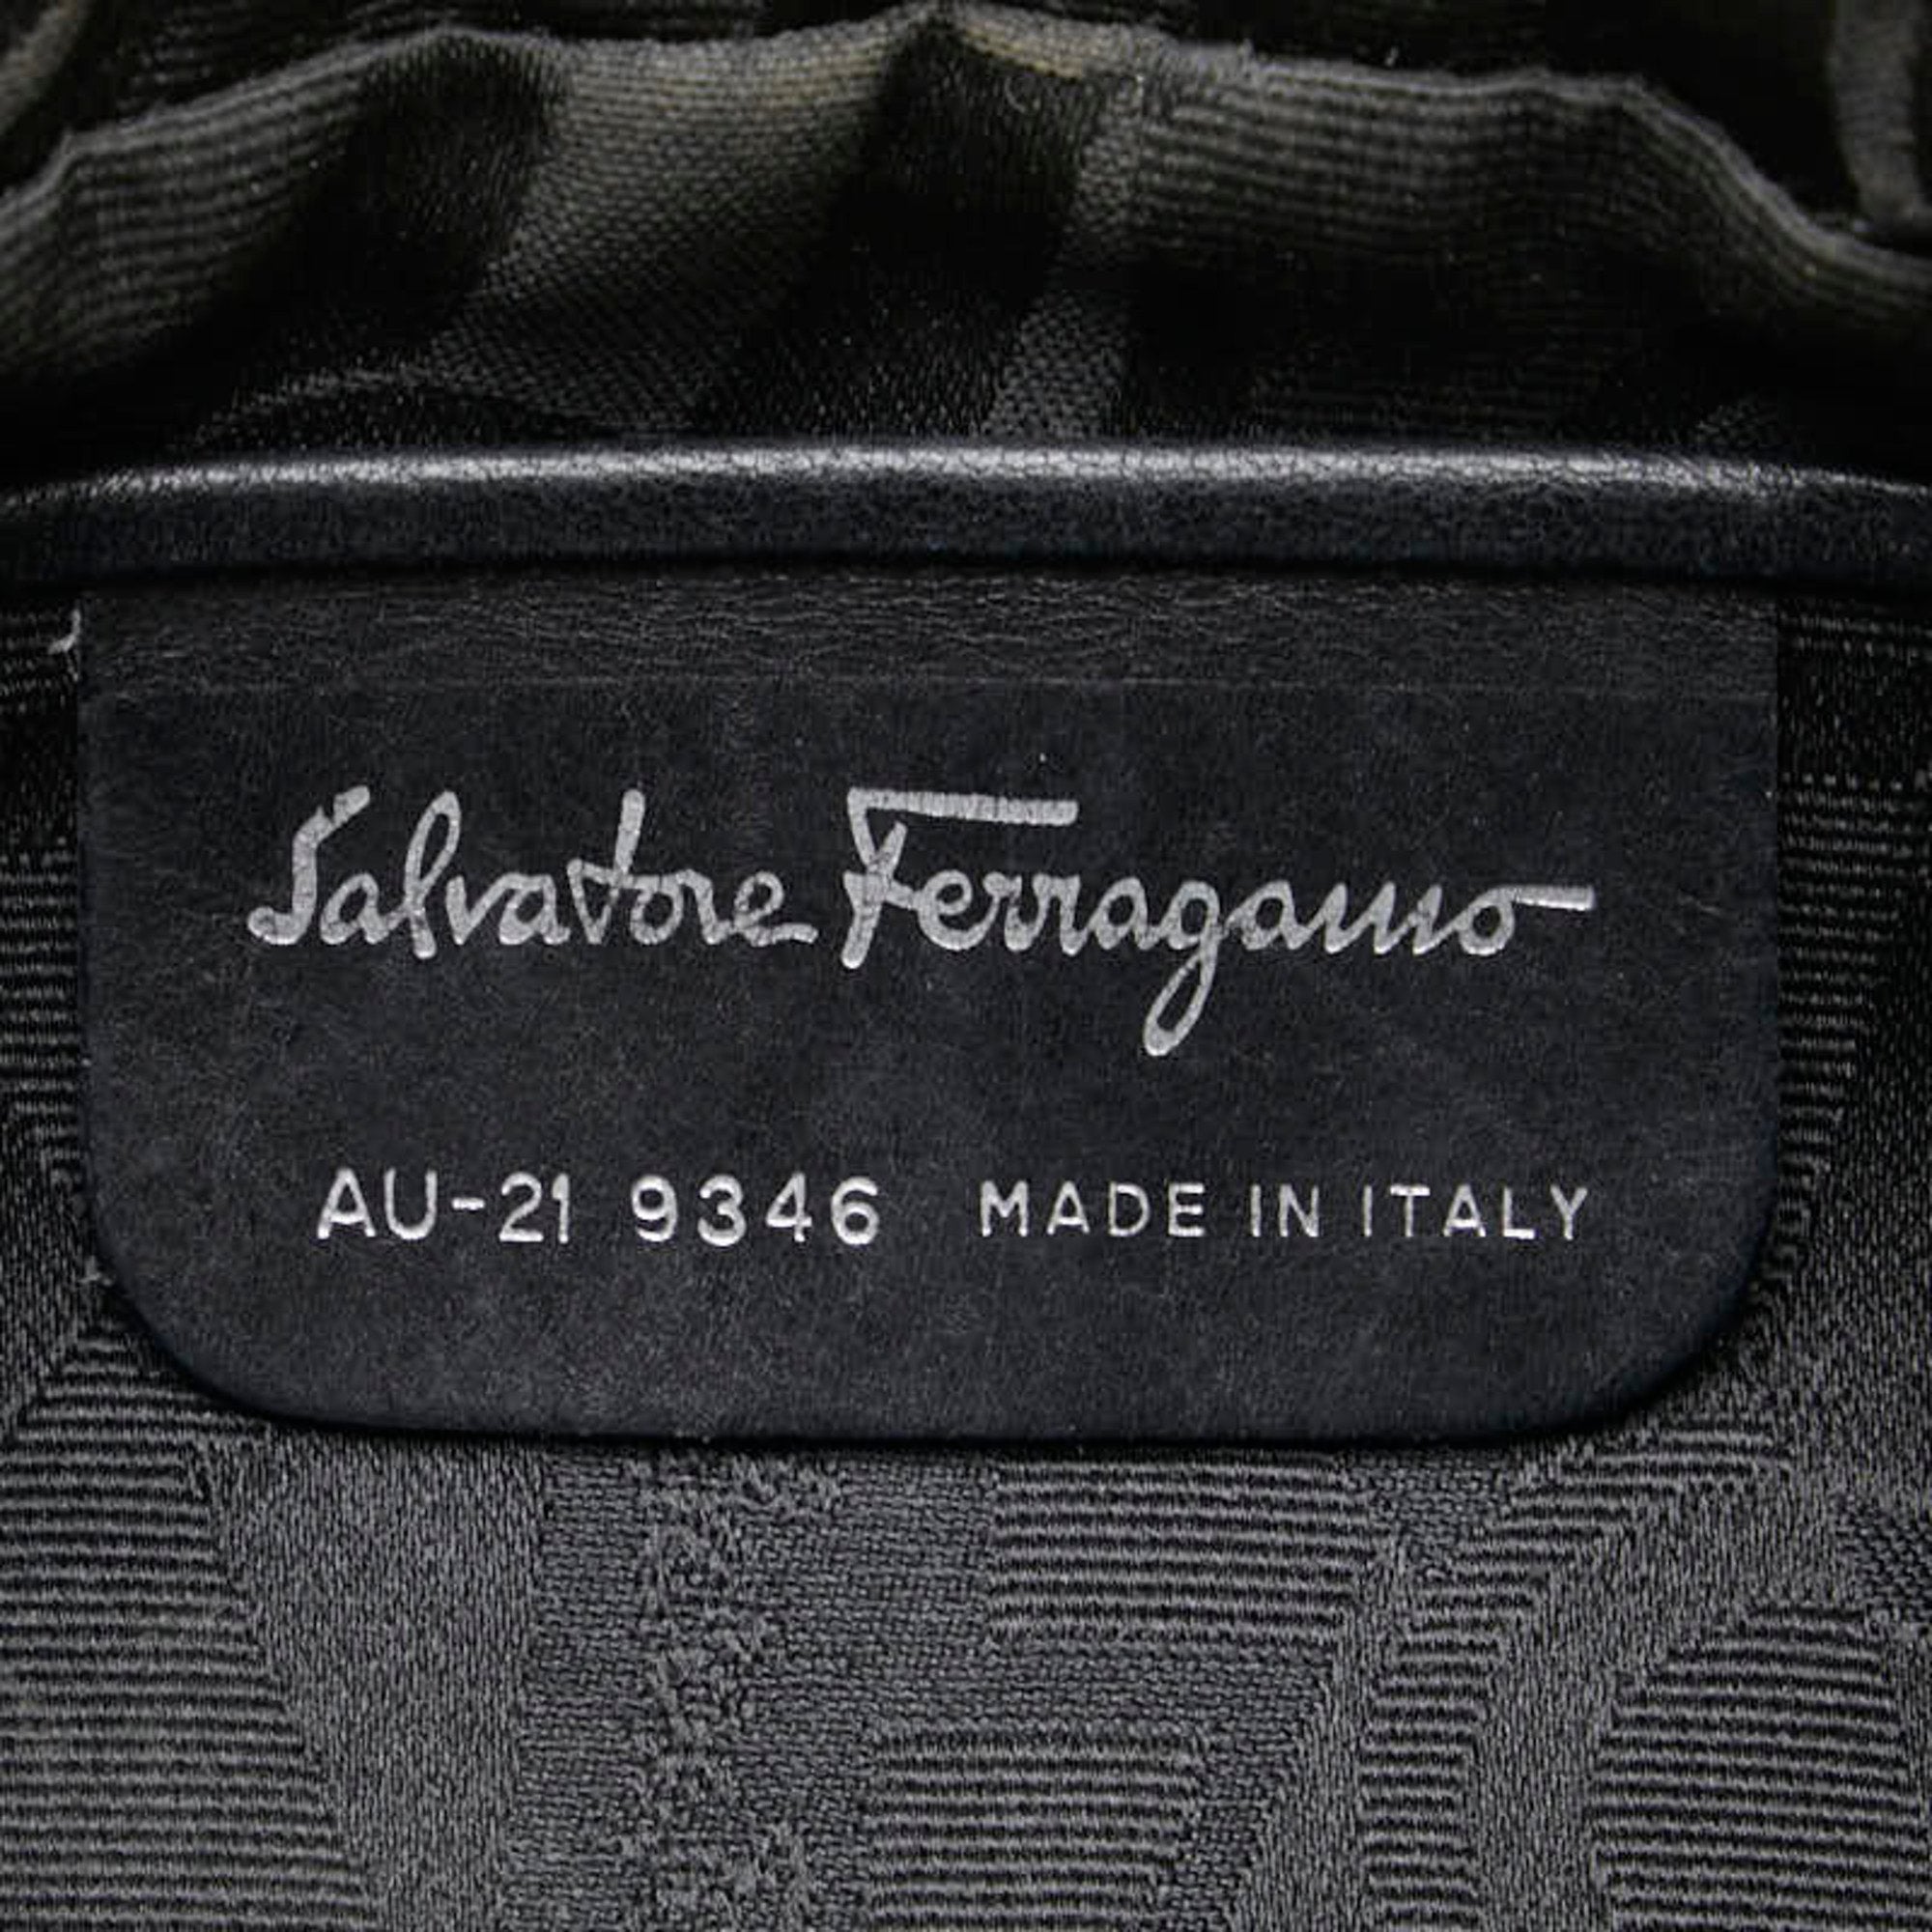 Salvatore Ferragamo
AU-21 9346 MADE IN ITALY